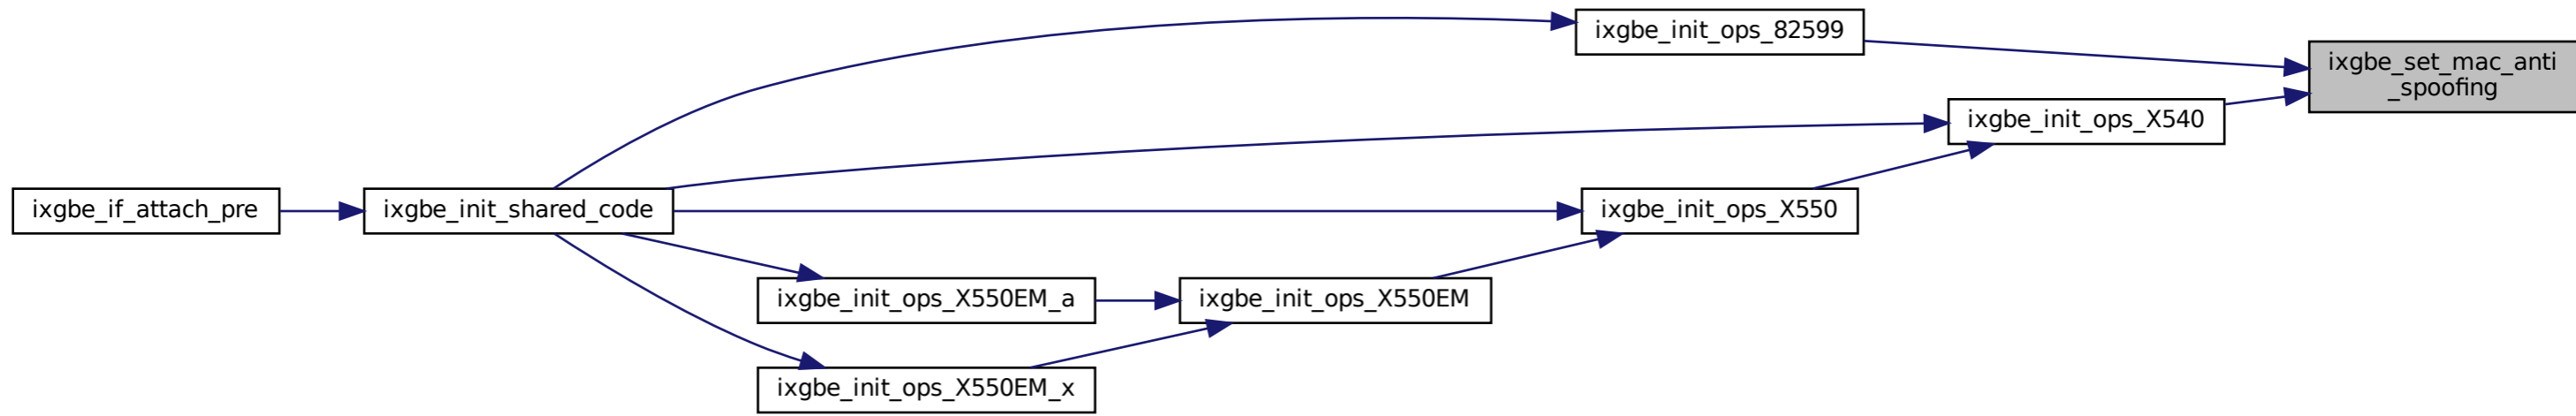 ixgbe_init_ops_82599
ixgbe_set_mac_anti
_spoofing
ixgbe_init_ops_X540
ixgbe_if_attach_pre
ixgbe_init_shared_code
ixgbe_init_ops_X550
ixgbe_init_ops_X550EM_a
ixgbe_init_ops_X550EM
ixgbe_init_ops_X550EM_x